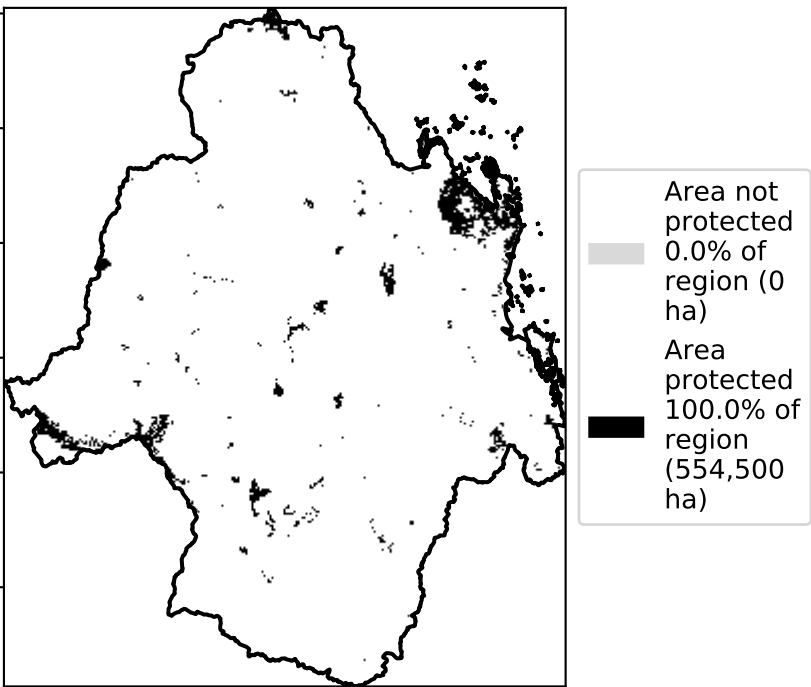 Area not
protected
0.0% of
region (0
ha)
Area
protected
100.0% of
region
(554,500
ha)